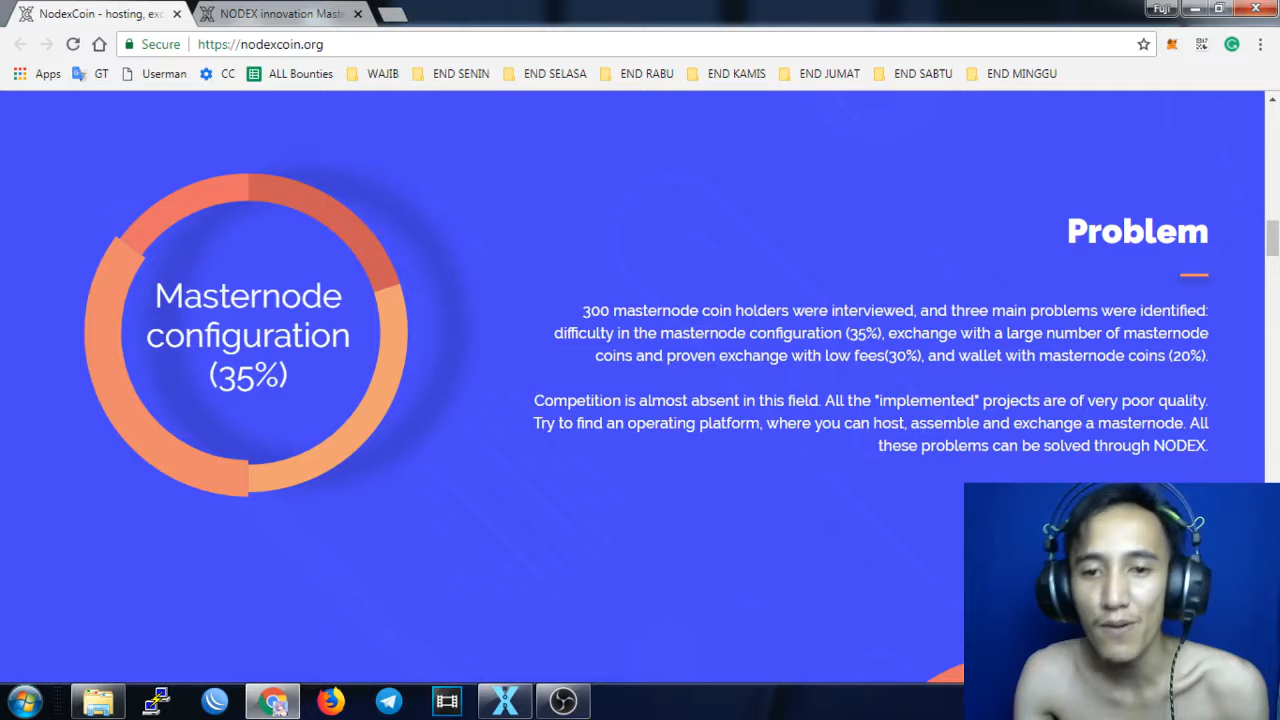 NodexCoin - hosting, exc
NODEX innovation Maste
Fuji
Secure
https://nodexcoin.org
Apps
GT
Userman
CC
ALL Bounties
WAJIB
END SENIN
END SELASA
END RABU
END KAMIS
END JUMAT
END SABTU
END MINGGU
Masternode
configuration
(35%)
Problem
300 masternode coin holders were interviewed, and three main problems were identified:
difficulty in the masternode configuration (35%), exchange with a large number of masternode
coins and proven exchange with low fees(30%), and wallet with masternode coins (20%).
Competition is almost absent in this field. All the "implemented" projects are of very poor quality.
Try to find an operating platform, where you can host, assemble and exchange a masternode. All
these problems can be solved through NODEX.